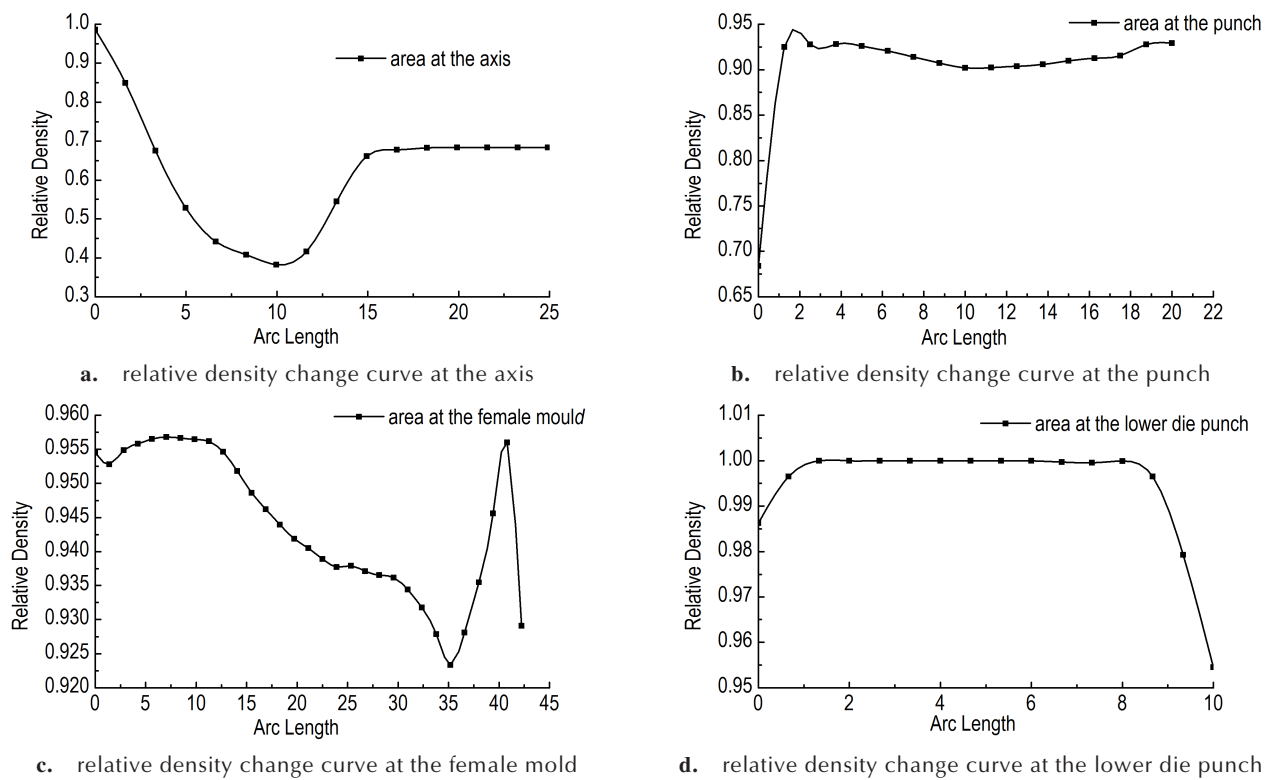 1.0
0.9
0.8
0.7
0.6
0.5
0.4
0.3
Relative Density
area at the axis
0 5 10 15 20 25
Arc Length
a. relative density change curve at the axis
0.95
0.90
0.85
0.80
0.75
0.70
0.65
Relative Density
area at the punch
0 2 4 6 8 10 12 14 16 18 20 22
Arc Length
b. relative density change curve at the punch
0.960
0.955
0.950
0.945
0.940
0.935
0.930
0.925
0.920
Relative Density
area at the female mould
0 5 10 15 20 25 30 35 40 45
Arc Length
c. relative density change curve at the female mold
1.01
1.00
0.99
0.98
0.97
0.96
0.95
Relative Density
area at the lower die punch
0 2 4 6 8 10
Arc Length
d. relative density change curve at the lower die punch